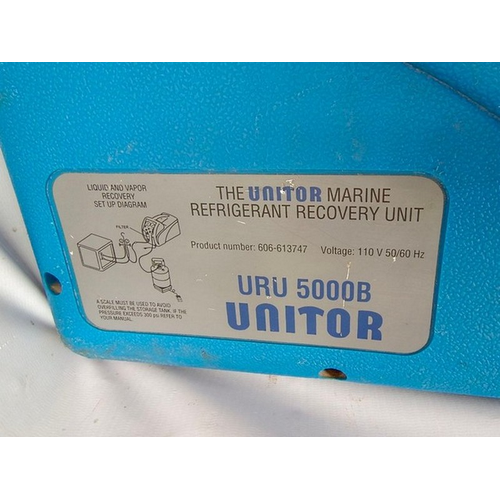 LIQUID AND VAPOR
RECOVERY
SET UP DIAGRAM
FILTER
A SCALE MUST BE USED TO AVOID
OVERFILLING THE STORAGE TANK. IF
PRESSURE EXCEEDS 300 psi REFER TO
YOUR MANUAL.
THE UNITOR MARINE
REFRIGERANT RECOVERY UNIT
Product number: 606-613747 Voltage: 110 V 50/60 Hz
URU 5000B
UNITOR